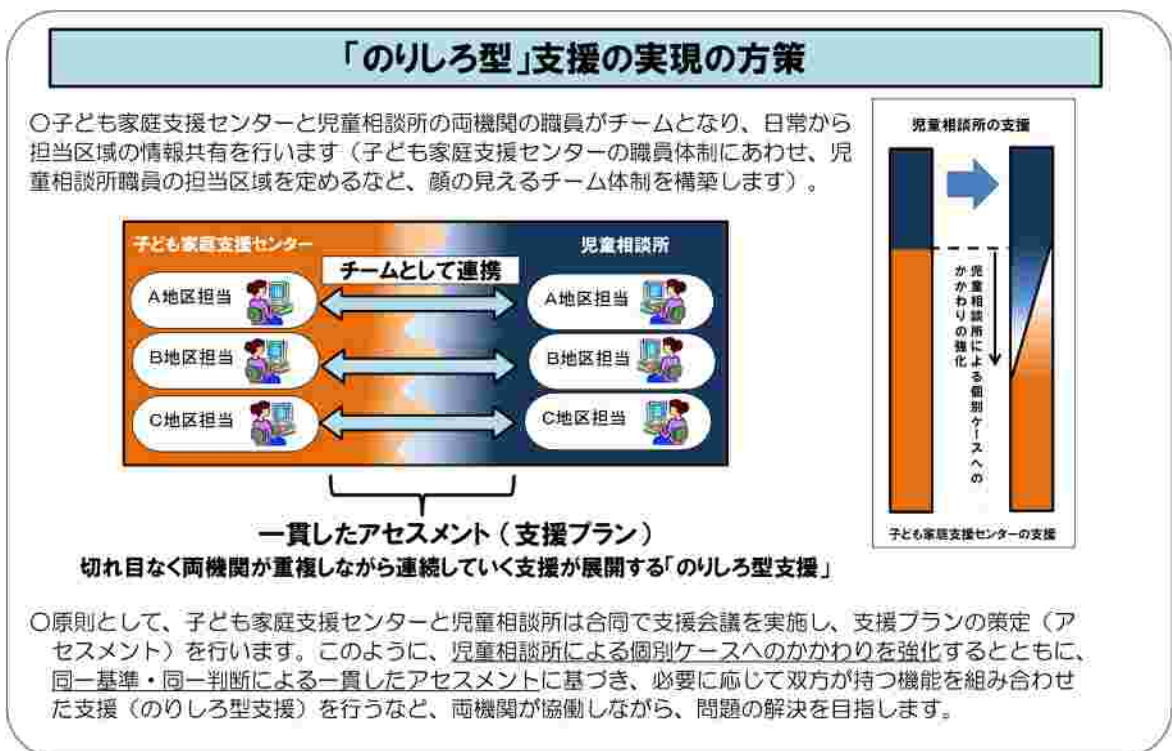 「のりしろ型」支援の実現の方策
〇子ども家庭支援センターと児童相談所の両機関の職員がチームとなり、日常から
担当区域の情報共有を行います（子ども家庭支援センターの職員体制にあわせ、児
童相談所職員の担当区域を定めるなど、顔の見えるチーム体制を構築します）。
子ども家庭支援センター
児童相談所
チームとして連携
A地区担当
A地区担当
B地区担当
B地区担当
C地区担当
C地区担当
一貫したアセスメント（支援プラン）
切れ目なく両機関が重複しながら連続していく支援が展開する「のりしろ型支援」
児童相談所の支援
児童相談所による個別ケースへの
かかわりの強化
子ども家庭支援センターの支援
〇原則として、子ども家庭支援センターと児童相談所は合同で支援会議を実施し、支援プランの策定（ア
セスメント）を行います。このように、児童相談所による個別ケースへのかかわりを強化するとともに、
同一基準・同一判断による一貫したアセスメントに基づき、必要に応じて双方が持つ機能を組み合わせ
た支援（のりしろ型支援）を行うなど、両機関が協働しながら、問題の解決を目指します。